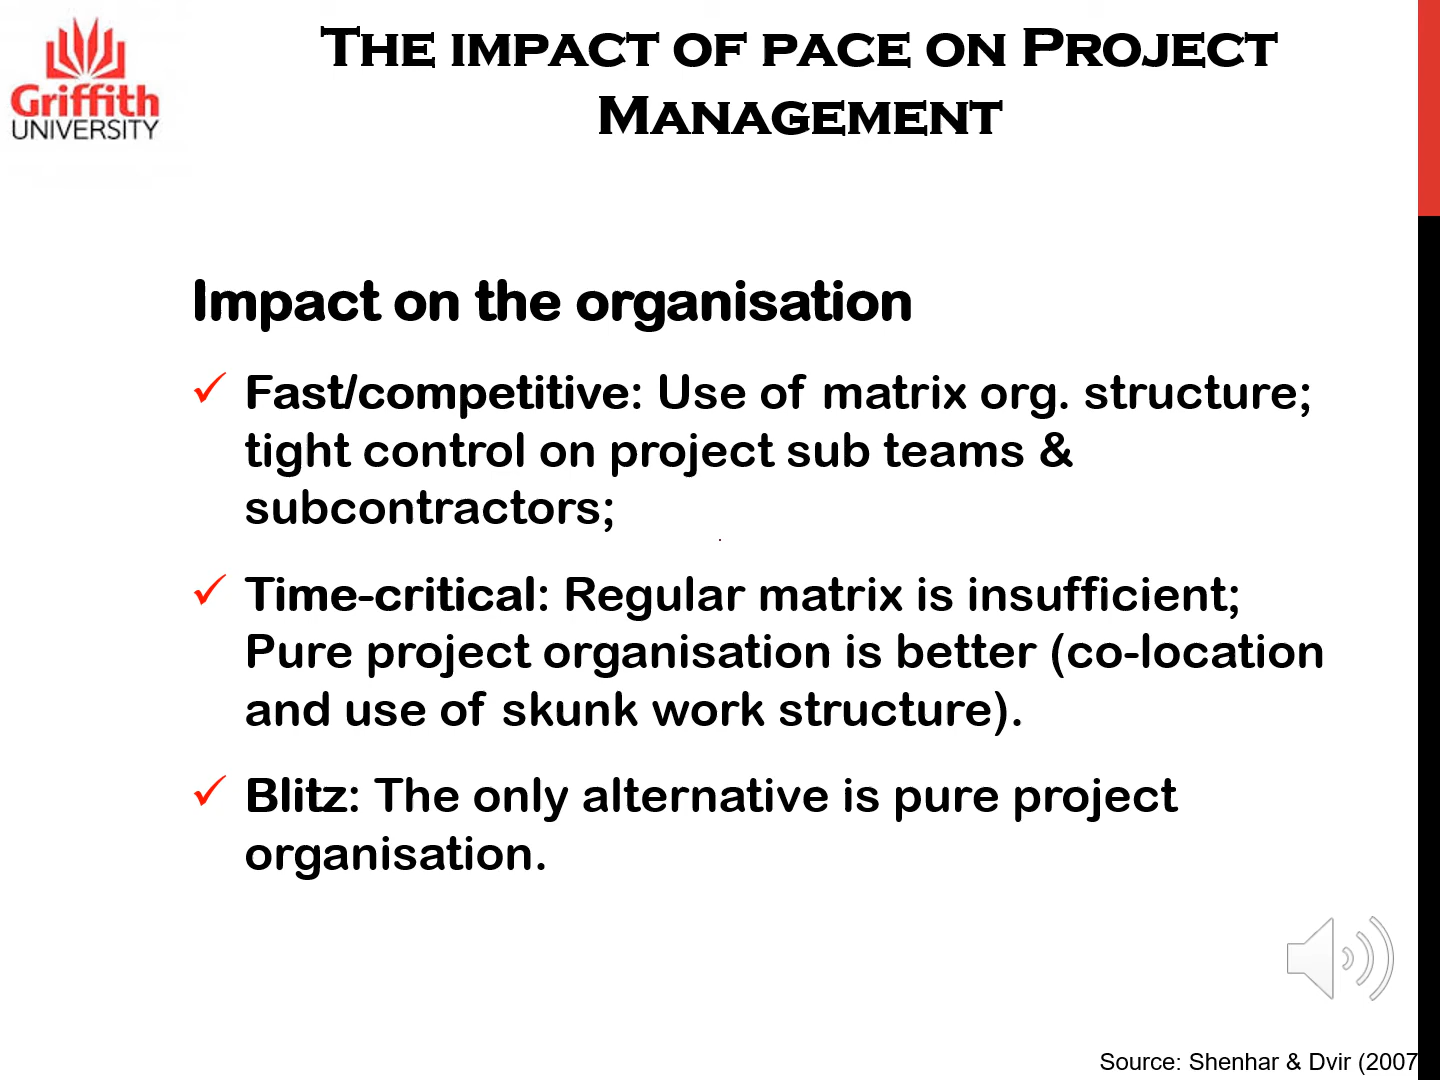 Griffith
UNIVERSITY
The impact of pace on Project
Management
Impact on the organisation
✓ Fast/competitive: Use of matrix org. structure;
tight control on project sub teams &
subcontractors;
✓ Time-critical: Regular matrix is insufficient;
Pure project organisation is better (co-location
and use of skunk work structure).
✓ Blitz: The only alternative is pure project
organisation.
Source: Shenhar & Dvir (2007